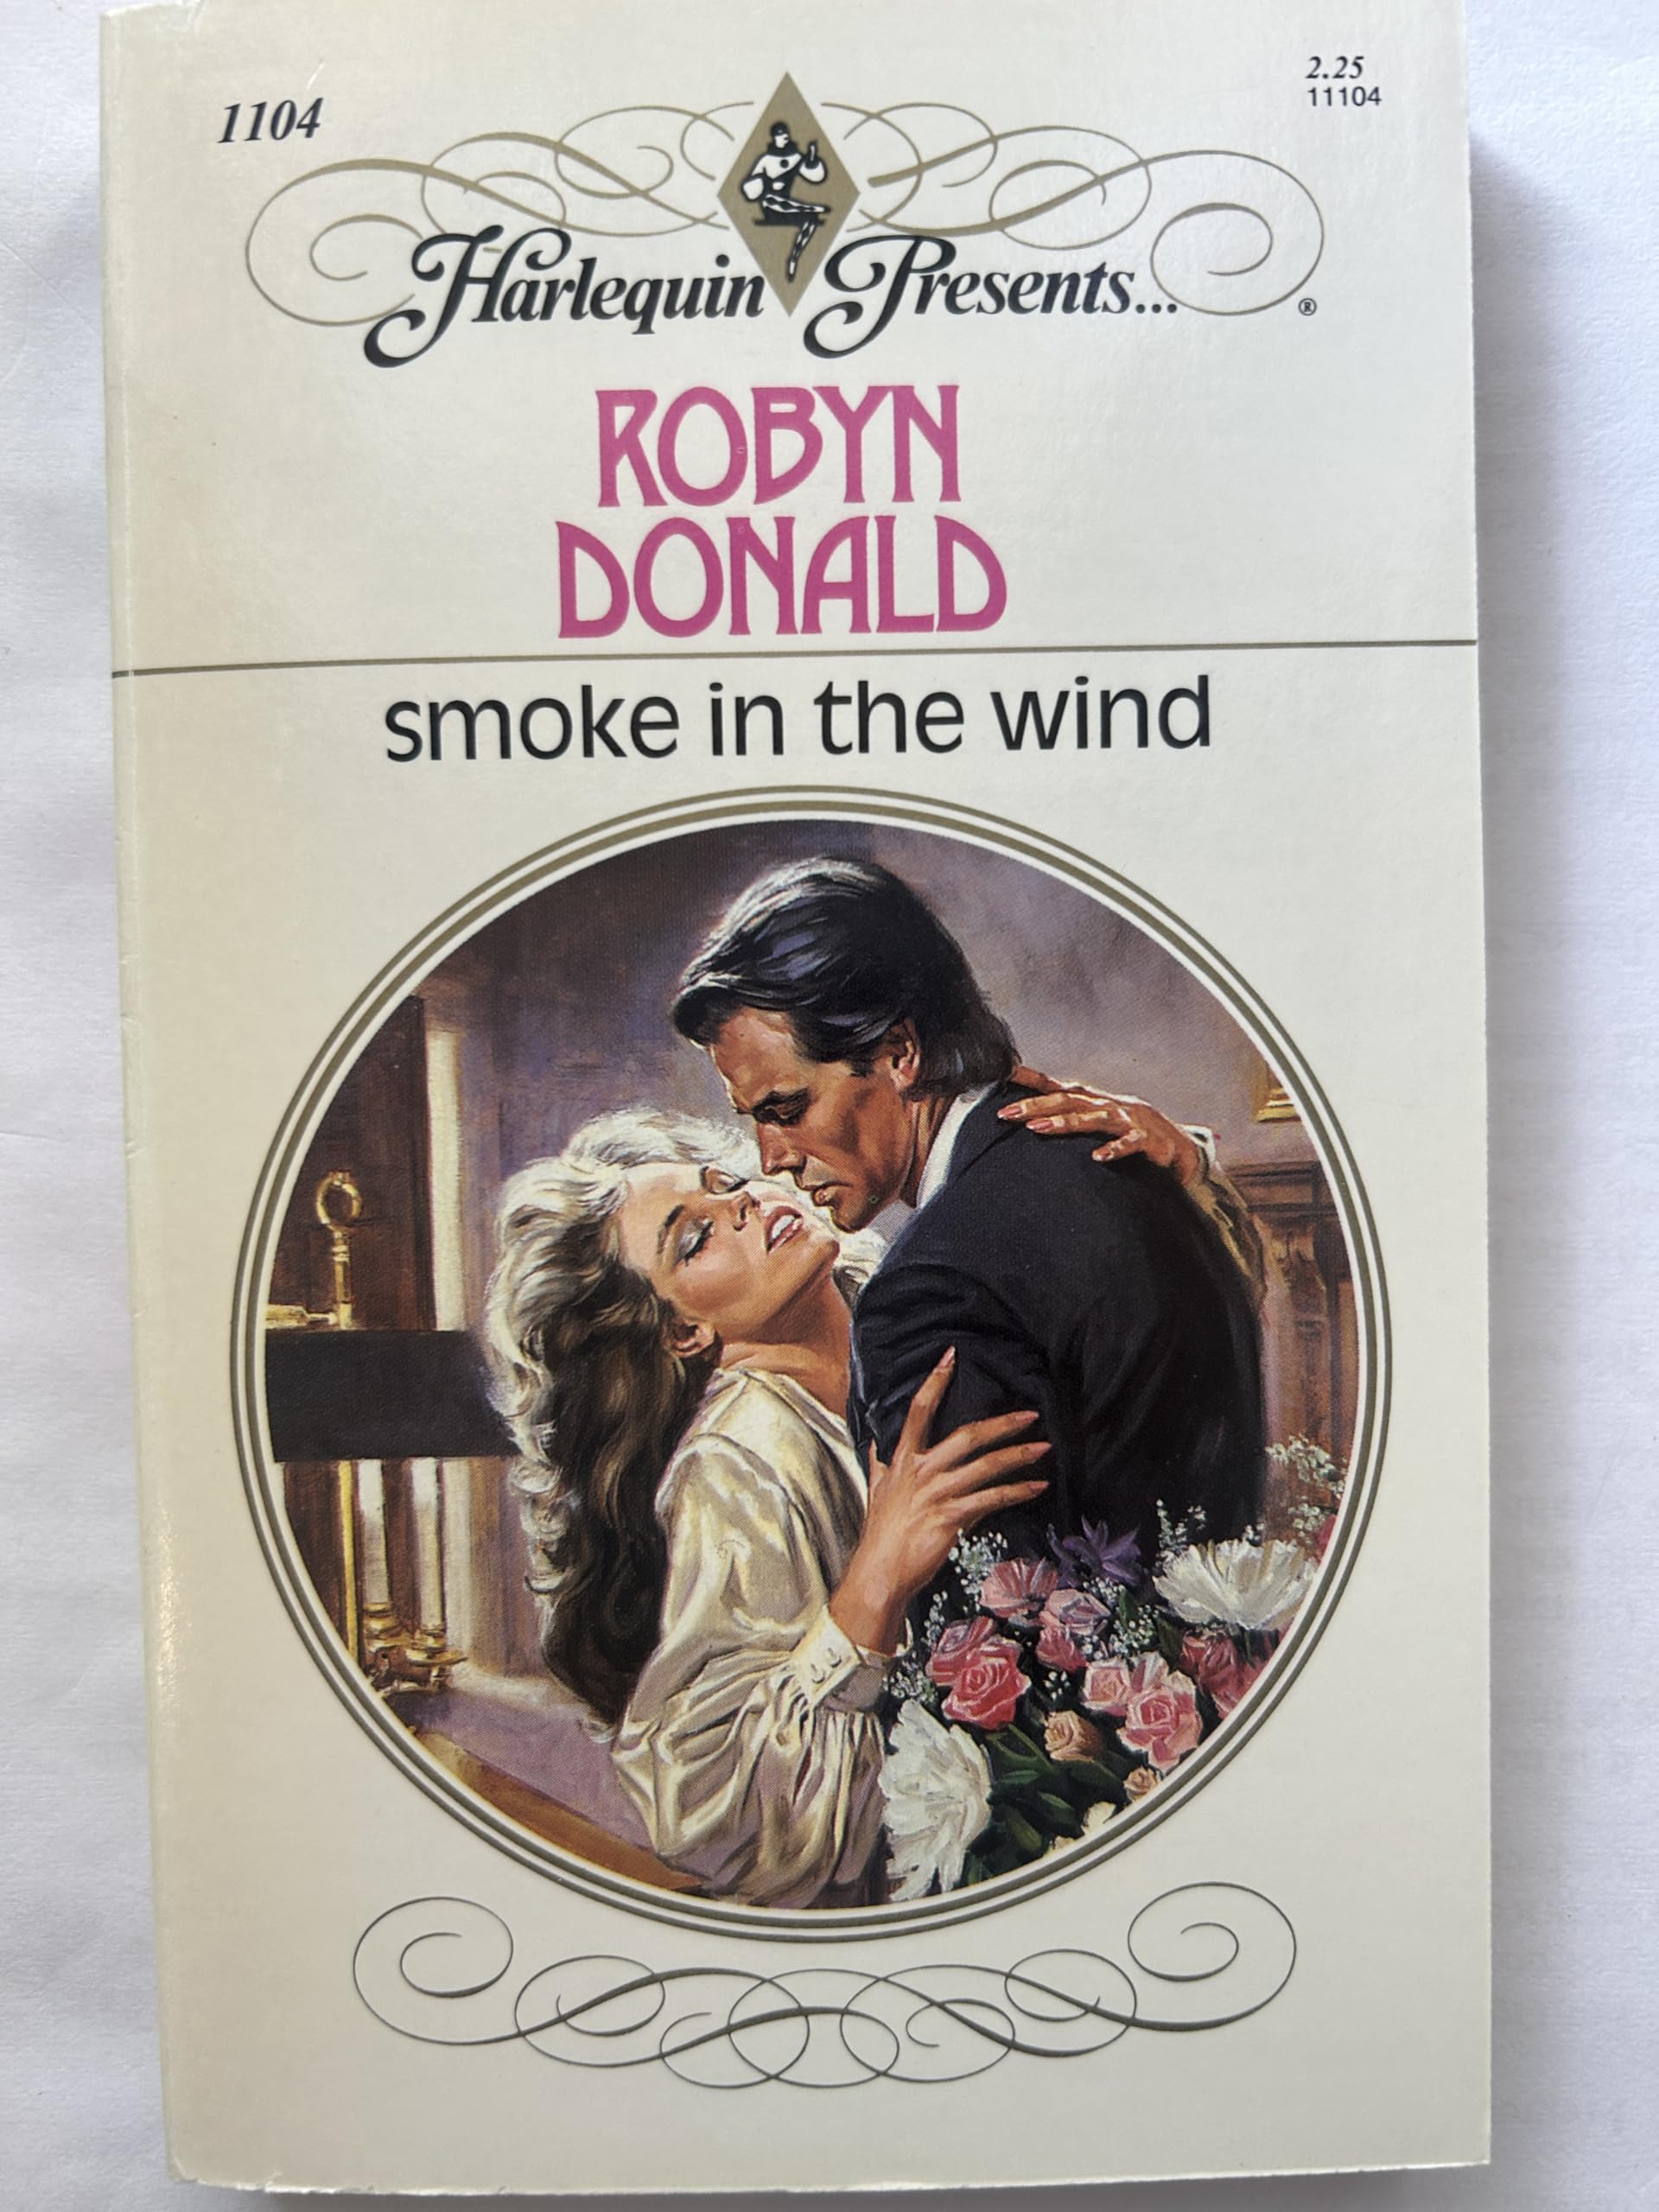 1104
2.25
11104
Harlequin Presents...®
ROBYN
DONALD
smoke in the wind